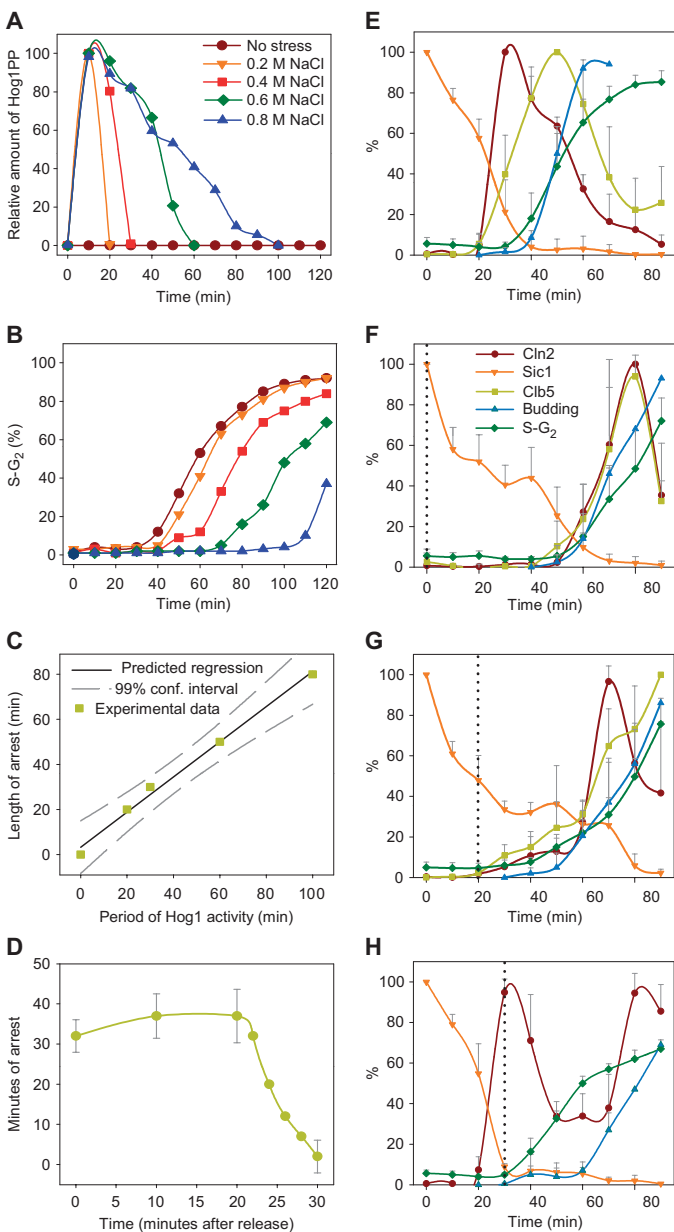 A
Relative amount of Hog1PP
100
80
60
40
20
0
No stress
0.2 M NaCl
0.4 M NaCl
0.6 M NaCl
0.8 M NaCl
0 20 40 60 80 100 120
Time (min)
B
S-G2 (%)
100
80
60
40
20
0
0 20 40 60 80 100 120
Time (min)
C
Length of arrest (min)
80
60
40
20
0
Predicted regression
99% conf. interval
Experimental data
0 20 40 60 80 100
Period of Hog1 activity (min)
D
Minutes of arrest
50
40
30
20
10
0
0 5 10 15 20 25 30
Time (minutes after release)
E
%
100
80
60
40
20
0
0 20 40 60 80
Time (min)
F
%
100
80
60
40
20
0
Cln2
Sic1
Clb5
Budding
S-G2
0 20 40 60 80
Time (min)
G
%
100
80
60
40
20
0
0 20 40 60 80
Time (min)
H
%
100
80
60
40
20
0
0 20 40 60 80
Time (min)